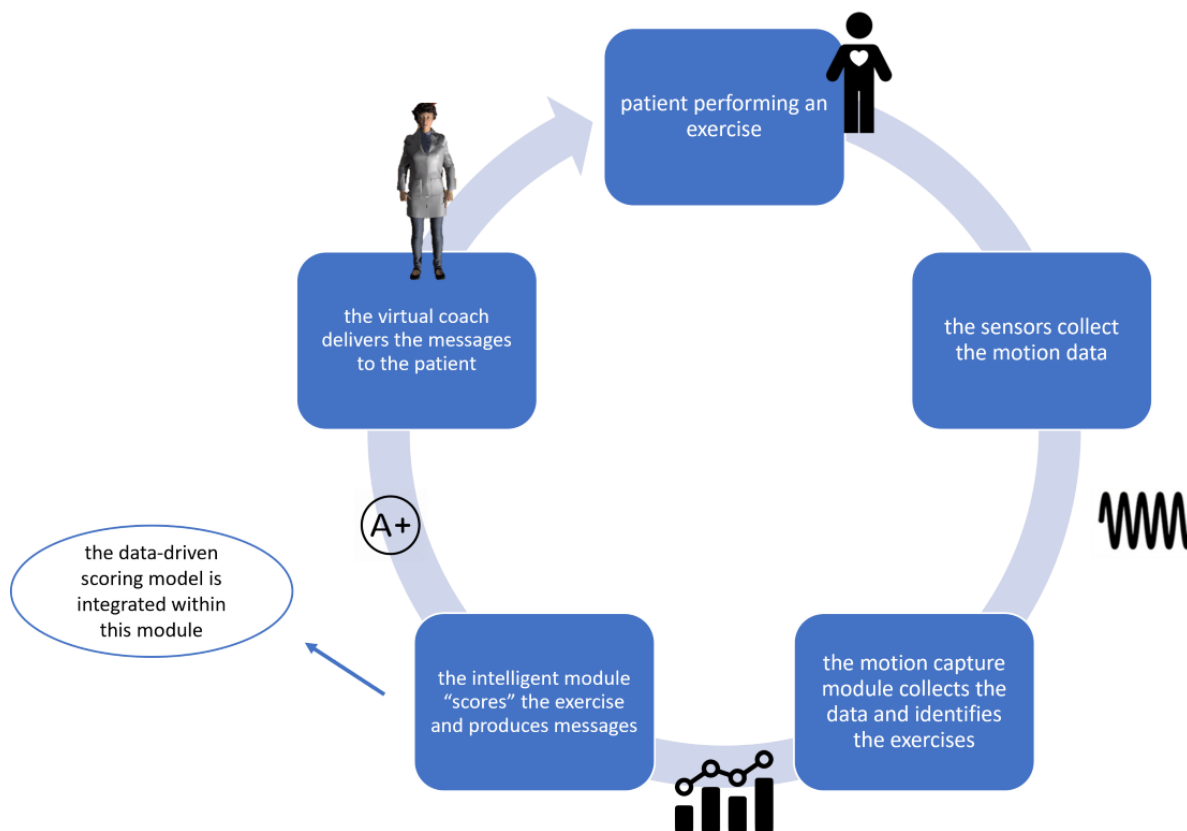 patient performing an
exercise
the sensors collect
the motion data
the motion capture
module collects the
data and identifies
the exercises
the intelligent module
“scores” the exercise
and produces messages
A+
the virtual coach
delivers the messages
to the patient
the data-driven
scoring model is
integrated within
this module